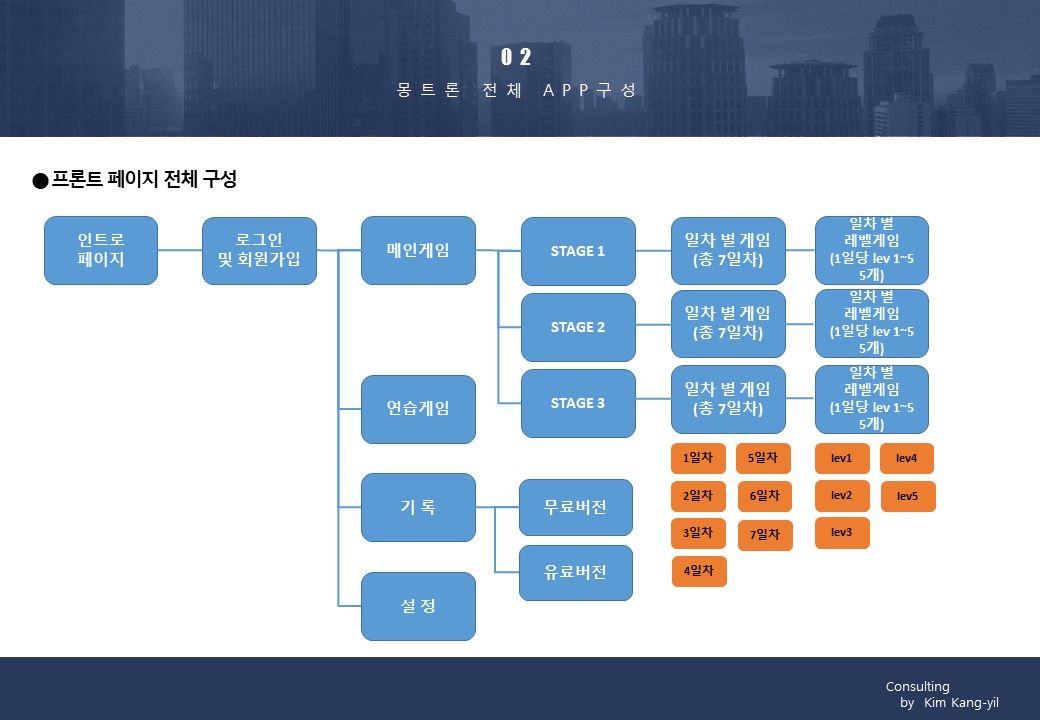 02
몽트론 전체 APP구성
● 프론트 페이지 전체 구성
인트로
페이지
로그인
및 회원가입
메인게임
STAGE 1
일차 별 게임
(총 7일차)
일차 별
레벨게임
(1일당 lev 1~5
5개)
STAGE 2
일차 별 게임
(총 7일차)
일차 별
레벨게임
(1일당 lev 1~5
5개)
연습게임
STAGE 3
일차 별 게임
(총 7일차)
일차 별
레벨게임
(1일당 lev 1~5
5개)
1일차
5일차
lev1
lev4
2일차
6일차
lev2
lev5
3일차
7일차
lev3
4일차
기 록
무료버전
유료버전
설 정
Consulting
by Kim Kang-yil